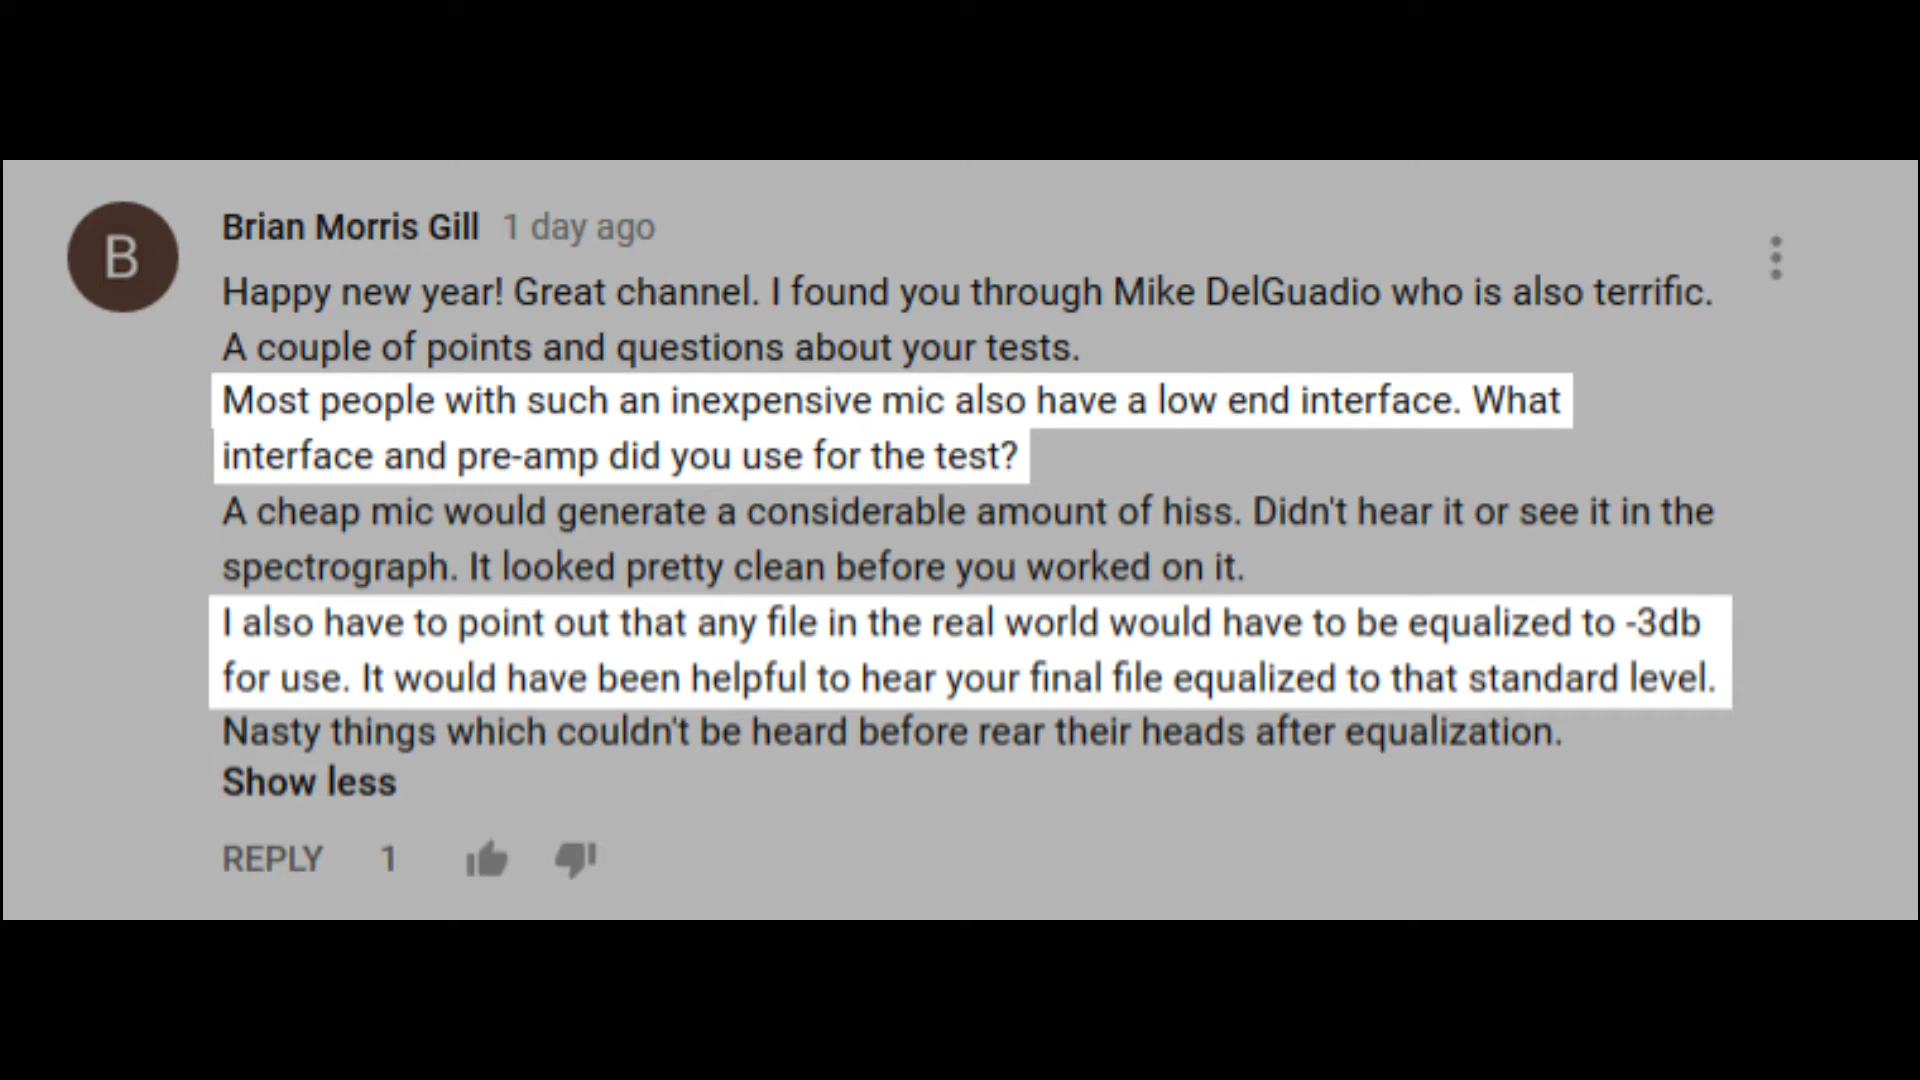 B
Brian Morris Gill 1 day ago
Happy new year! Great channel. I found you through Mike DelGuadio who is also terrific.
A couple of points and questions about your tests.
Most people with such an inexpensive mic also have a low end interface. What
interface and pre-amp did you use for the test?
A cheap mic would generate a considerable amount of hiss. Didn't hear it or see it in the
spectrograph. It looked pretty clean before you worked on it.
I also have to point out that any file in the real world would have to be equalized to -3db
for use. It would have been helpful to hear your final file equalized to that standard level.
Nasty things which couldn't be heard before rear their heads after equalization.
Show less
REPLY 1